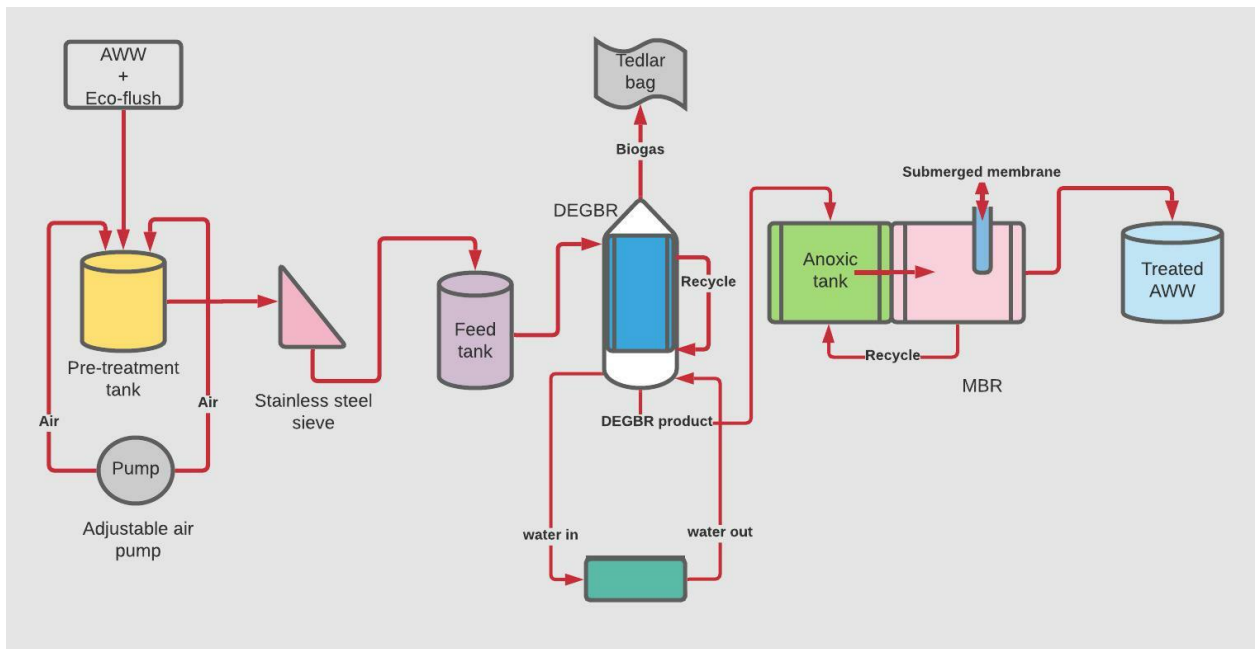 AWW
+
Eco-flush
Tedlar
bag
Biogas
Submerged membrane
DEGBR
Anoxic
tank
Recycle
Treated
AWW
Feed
tank
Pre-treatment
tank
Recycle
MBR
Stainless steel
sieve
Air
Air
DEGBR product
Pump
Adjustable air
pump
water in
water out